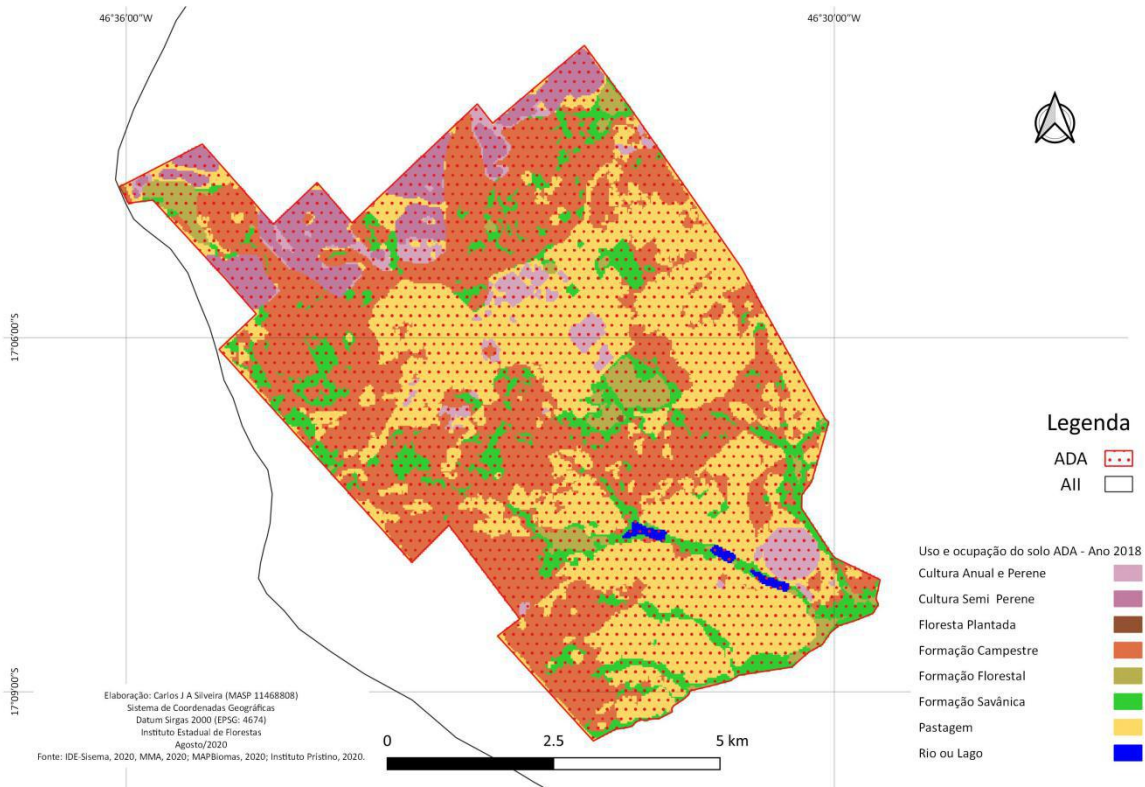 46°36'00"W
46°30'00"W
17°06'00"S
17°09'00"S
Legenda
ADA
AII
Uso e ocupação do solo ADA - Ano 2018
Cultura Anual e Perene
Cultura Semi Perene
Floresta Plantada
Formação Campestre
Formação Florestal
Formação Savânica
Pastagem
Rio ou Lago
Elaboração: Carlos J A Silveira (MASP 11468808)
Sistema de Coordenadas Geográficas
Datum Sirgas 2000 (EPSG: 4674)
Instituto Estadual de Florestas
Agosto/2020
Fonte: IDE-Sisema, 2020, MMA, 2020; MAPBiomas, 2020; Instituto Pristino, 2020.
0 2.5 5 km